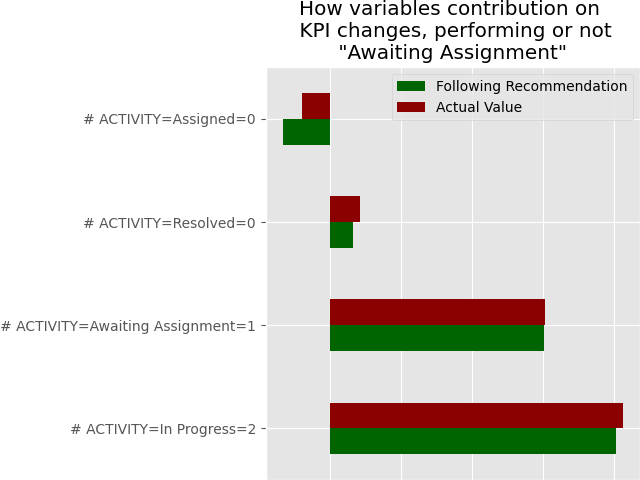 How variables contribution on
KPI changes, performing or not
"Awaiting Assignment"
Following Recommendation
Actual Value
# ACTIVITY=Assigned=0
# ACTIVITY=Resolved=0
# ACTIVITY=Awaiting Assignment=1
# ACTIVITY=In Progress=2